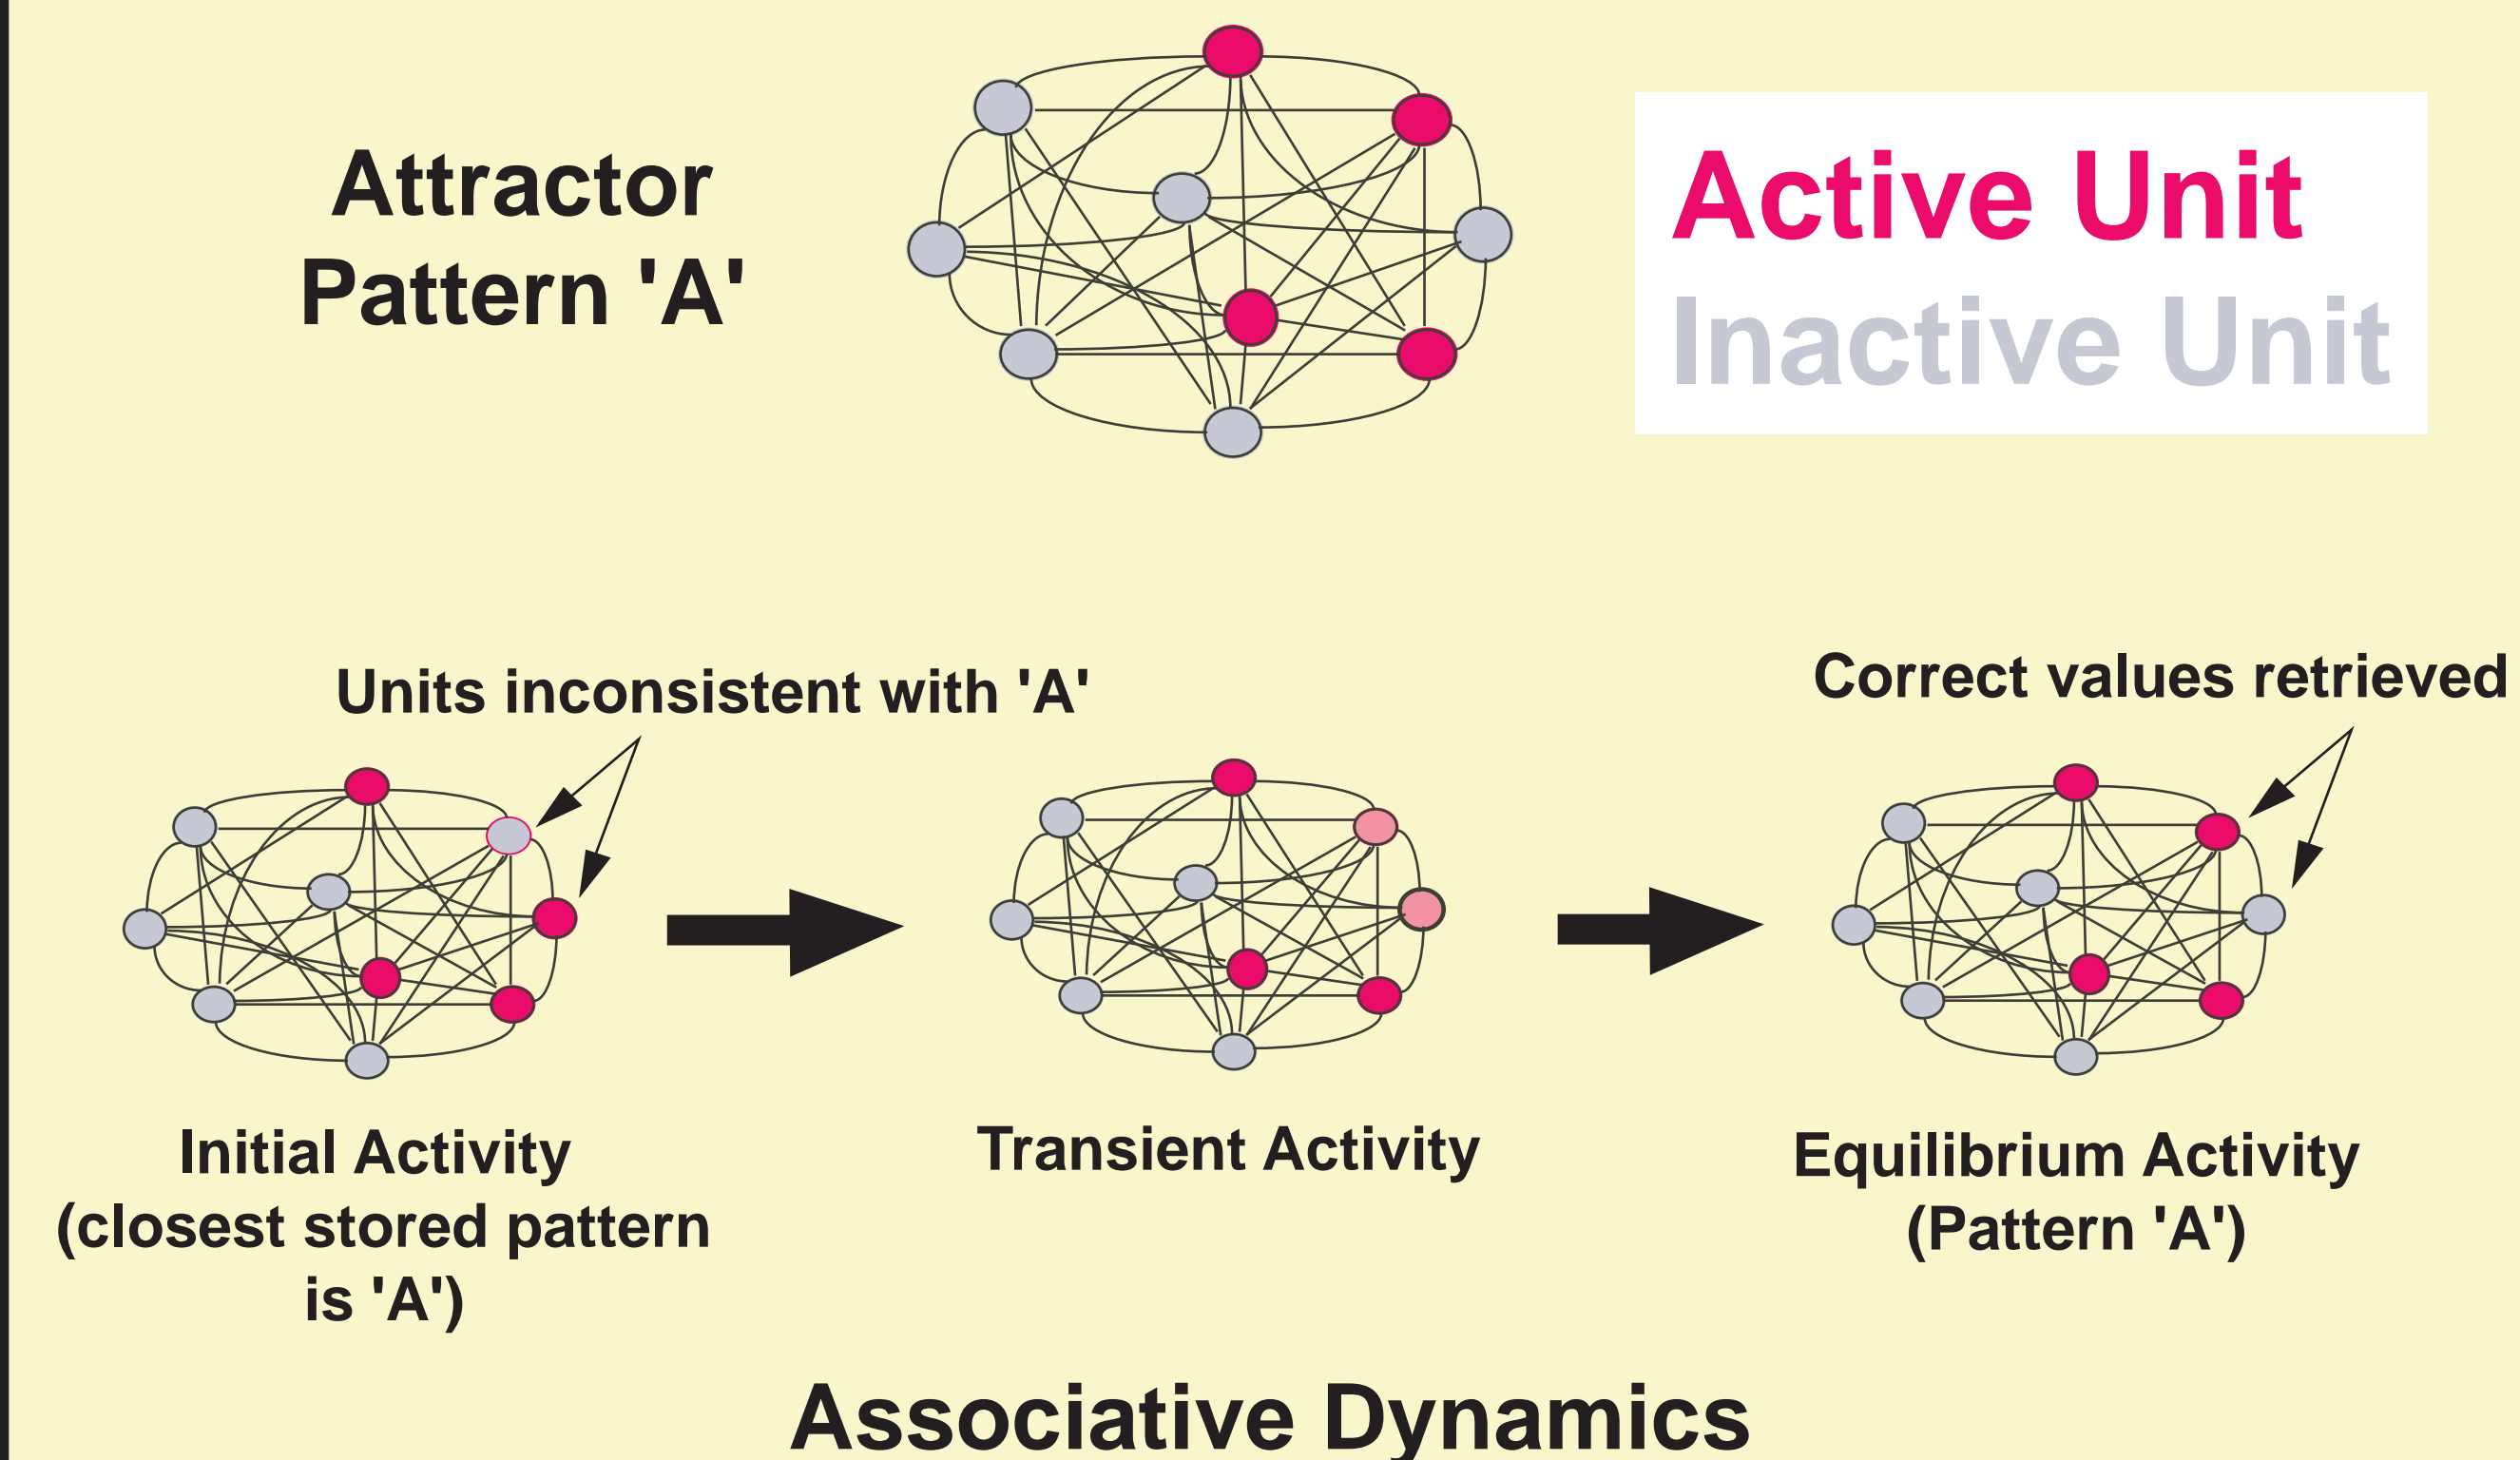 Attractor
Pattern 'A'
Active Unit
Inactive Unit
Units inconsistent with 'A'
Correct values retrieved
Initial Activity
(closest stored pattern
is 'A')
Transient Activity
Equilibrium Activity
(Pattern 'A')
Associative Dynamics